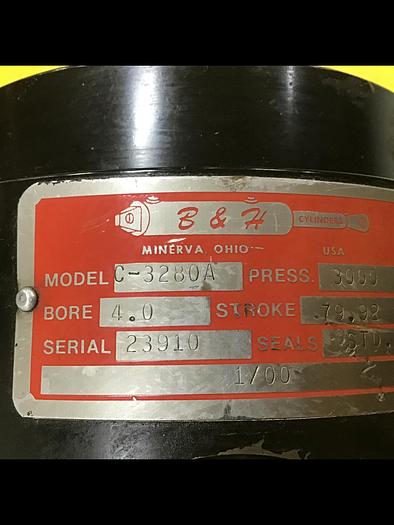 B & H CYLINDERS
MINERVA, OHIO USA
MODEL C-3280A PRESS. 3000
BORE 4.0 STROKE 79.92
SERIAL 23910 SEALS STD.
1/00